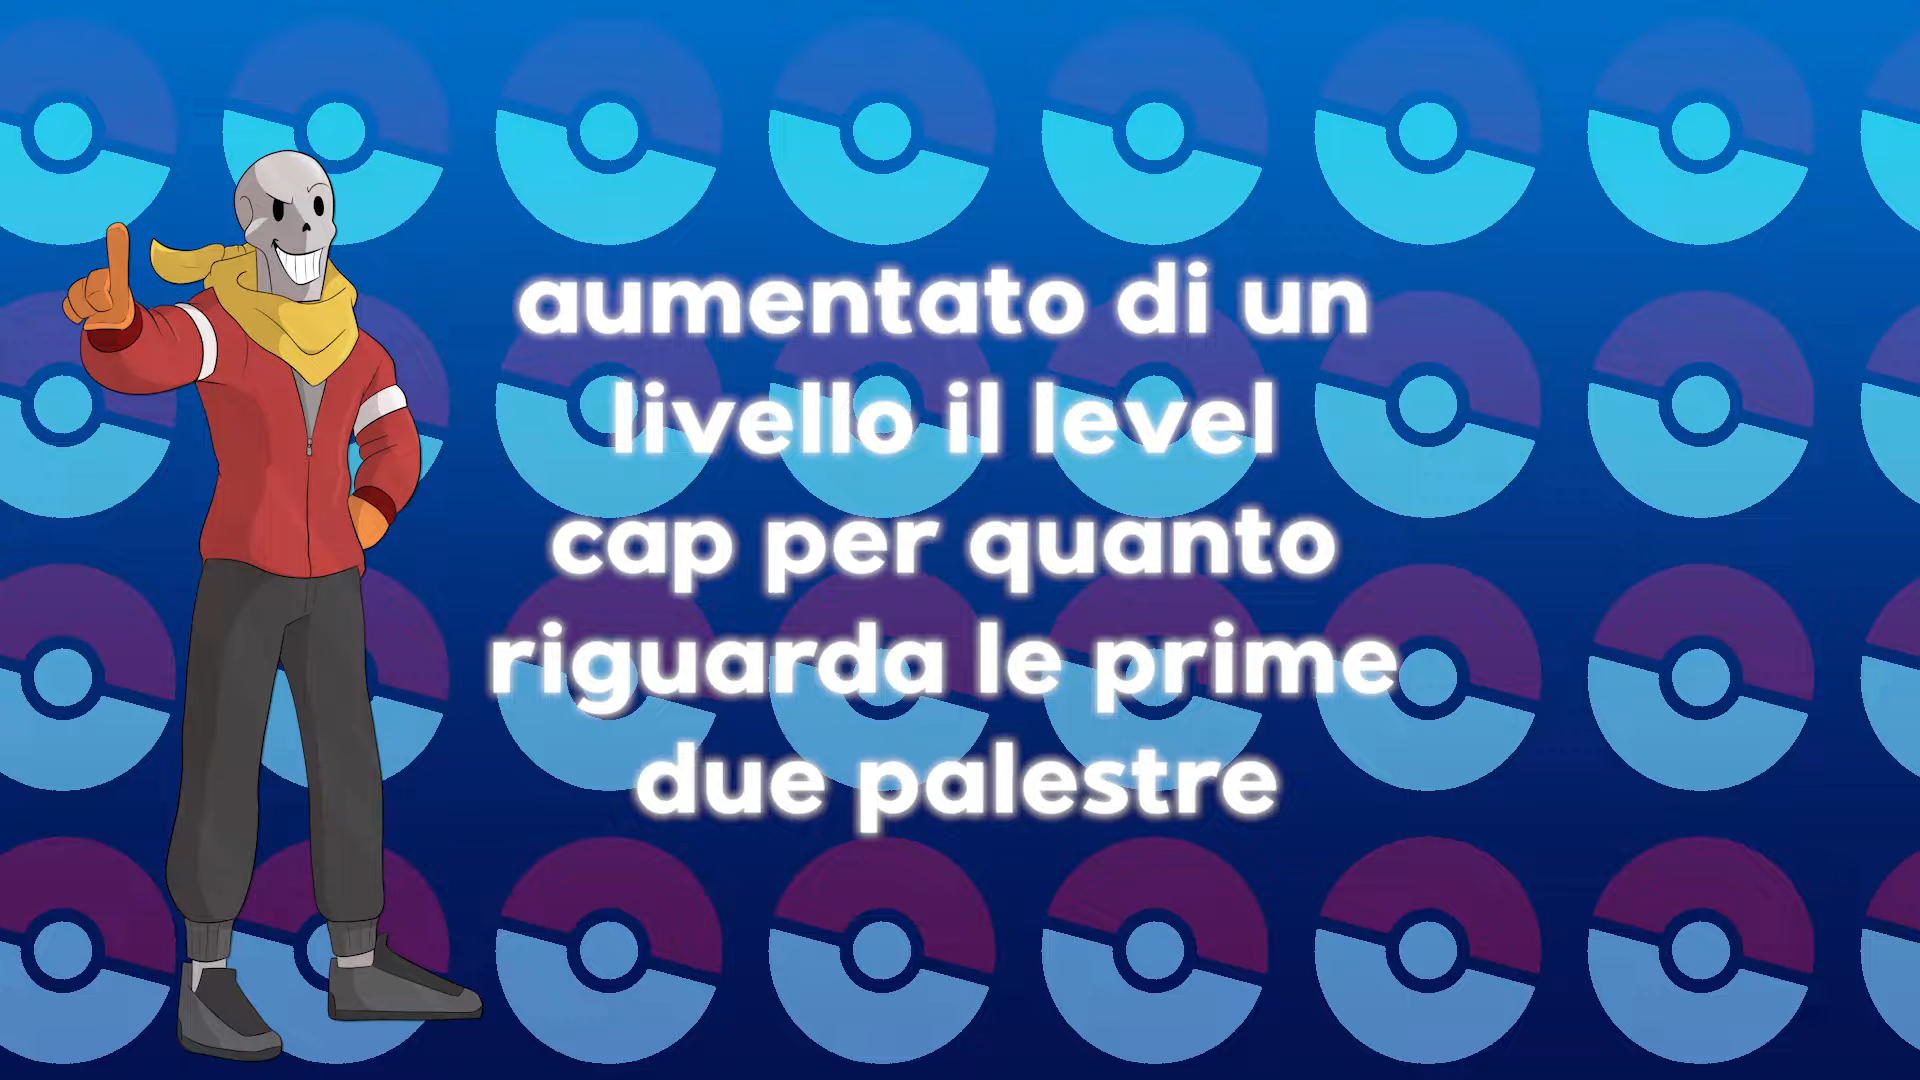 aumentato di un
livello il level
cap per quanto
riguarda le prime
due palestre